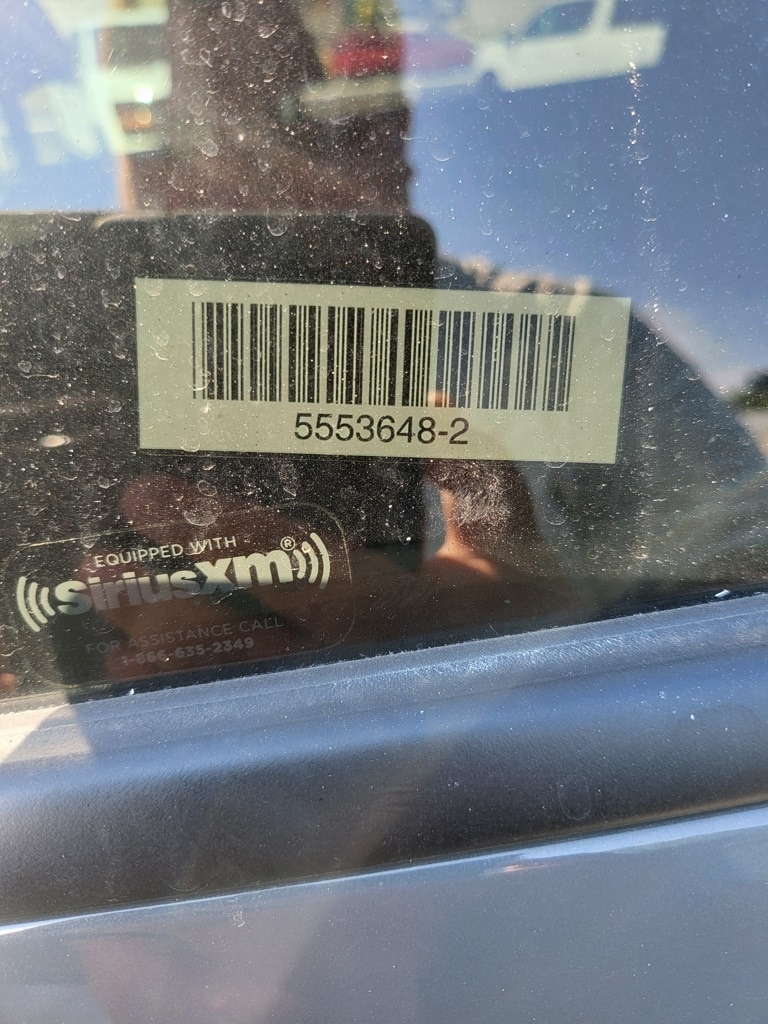 5553648-2
EQUIPPED WITH
siriusxm®
FOR ASSISTANCE CALL
1-866-635-2349